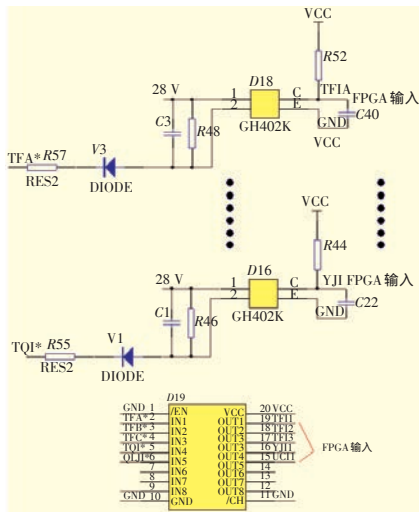 VCC
R52
D18
28 V
1
C
TFIA
FPGA 输入
2
E
C3
R48
GH402K
GND
C40
VCC
TFA* R57
V3
RES2
DIODE
VCC
R44
D16
28 V
1
C
YJI FPGA 输入
2
E
C1
R46
GH402K
GND
C22
TQI* R55
V1
RES2
DIODE
D19
GND 1 /EN VCC 20 VCC
TFA* 2 IN1 OUT1 19 TFI1
TFB* 3 IN2 OUT2 18 TFI2
TFC* 4 IN3 OUT3 17 TFI3
TQI* 5 IN4 OUT4 16 YJI1
QLJI* 6 IN5 OUT5 15 UCI1
7 IN6 OUT6 14
8 IN7 OUT7 13
9 IN8 OUT8 12
GND 10 GND /CH 11 GND
FPGA 输入